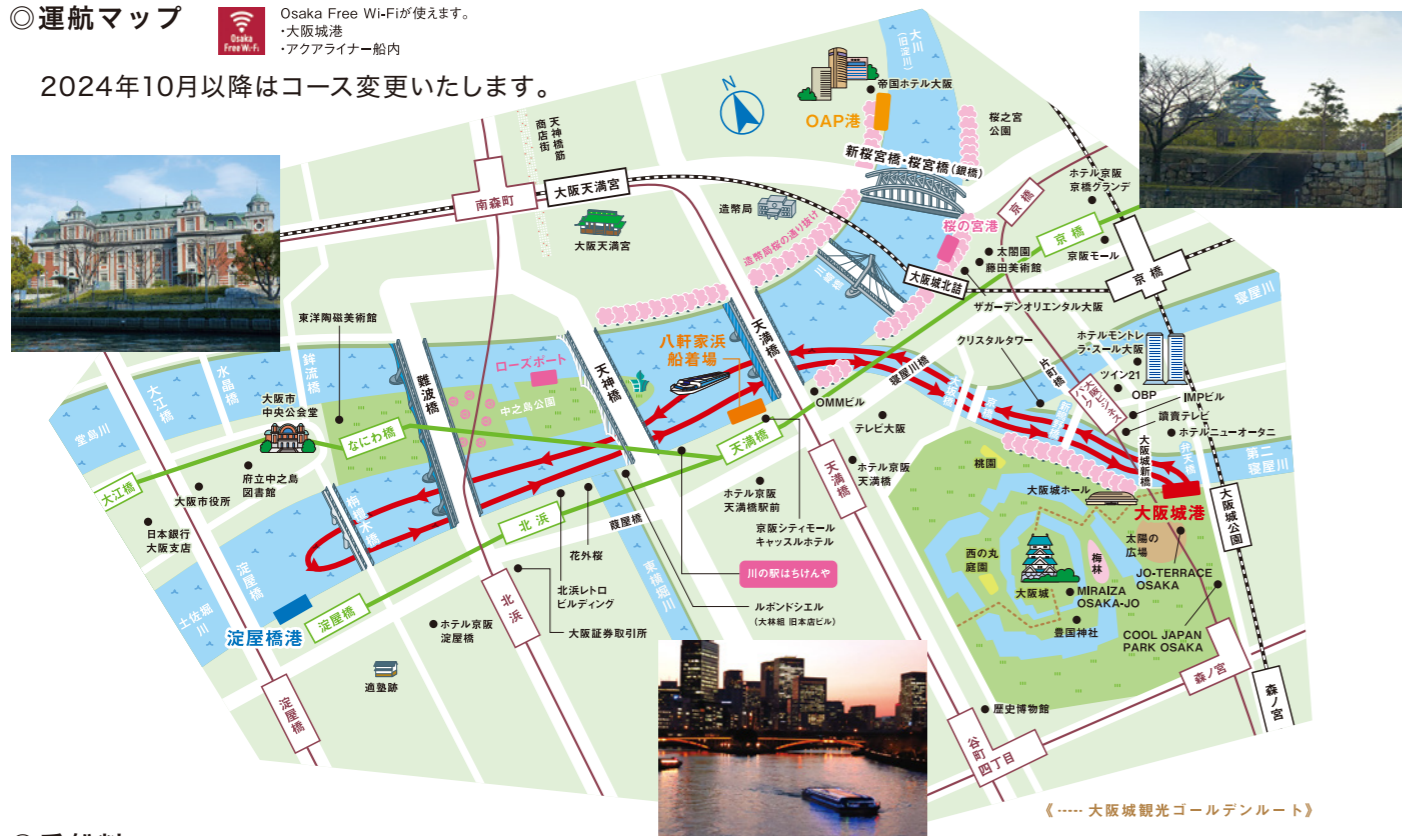 ◎運航マップ
Osaka Free Wi-Fi
Osaka Free Wi-Fiが使えます。
・大阪城港
・アクアライナー船内
2024年10月以降はコース変更いたします。
N
大川
(旧淀川)
帝国ホテル大阪
OAP港
桜之宮
公園
新桜宮橋・桜宮橋(銀橋)
天神橋筋
商店街
南森町
大阪天満宮
大阪天満宮
造幣局
造幣局桜の通り抜け
桜の宮港
京橋
ホテル京阪
京橋グランデ
京橋
京阪モール
京橋
太閤園
藤田美術館
大阪城北詰
ザガーデンオリエンタル大阪
寝屋川
東洋陶磁美術館
鉾流橋
水晶橋
大江橋
堂島川
難波橋
ローズポート
中之島公園
天神橋
八軒家浜
船着場
天満橋
寝屋川橋
クリスタルタワー
片町橋
ホテルモントレ
ラ・スール大阪
ツイン21
OBP
IMPビル
大阪ビジネス
パーク
讀賣テレビ
ホテルニューオータニ
第二
寝屋川
京橋
大阪城新橋
弁天橋
OMMビル
テレビ大阪
大阪市
中央公会堂
なにわ橋
大江橋
府立中之島
図書館
大阪市役所
日本銀行
大阪支店
栴檀木橋
淀屋橋
土佐堀川
淀屋橋港
淀屋橋
淀屋橋
北浜
北浜
天満橋
天満橋
ホテル京阪
天満橋
ホテル京阪
天満橋駅前
京阪シティモール
キャッスルホテル
葭屋橋
花外楼
東横堀川
川の駅はちけんや
北浜レトロ
ビルディング
ルポンドシエル
(大林組 旧本店ビル)
大阪証券取引所
ホテル京阪
淀屋橋
適塾跡
桃園
大阪城ホール
大阪城港
大阪城公園
西の丸
庭園
梅林
太陽の
広場
大阪城
MIRAIZA
OSAKA-JO
JO-TERRACE
OSAKA
豊国神社
COOL JAPAN
PARK OSAKA
森ノ宮
森ノ宮
歴史博物館
谷町
四丁目
《 ----- 大阪城観光ゴールデンルート》